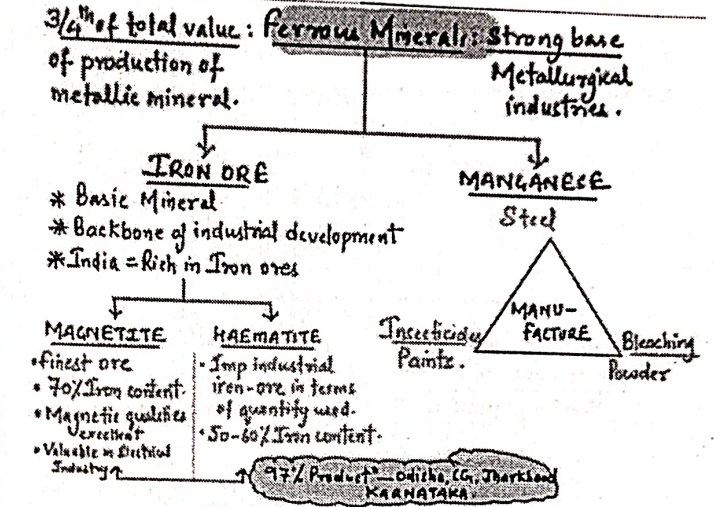 3/4th of total value : Ferrous Minerals : Strong base
of production of
metallic mineral.
Metallurgical
industries.
IRON ORE
* Basic Mineral
* Backbone of industrial development
* India = Rich in Iron ores
MANGANESE
Steel
MANU-
FACTURE
Insecticides
Paints.
Bleaching
Powder
MAGNETITE
• finest ore
• 70% Iron content.
• Magnetic qualities
excellent
• Valuable in Electrical
Industry
HAEMATITE
• Imp industrial
iron-ore in terms
of quantity used.
• 50-60% Iron content.
97% Productn – Odisha, CG, Jharkhand
KARNATAKA.